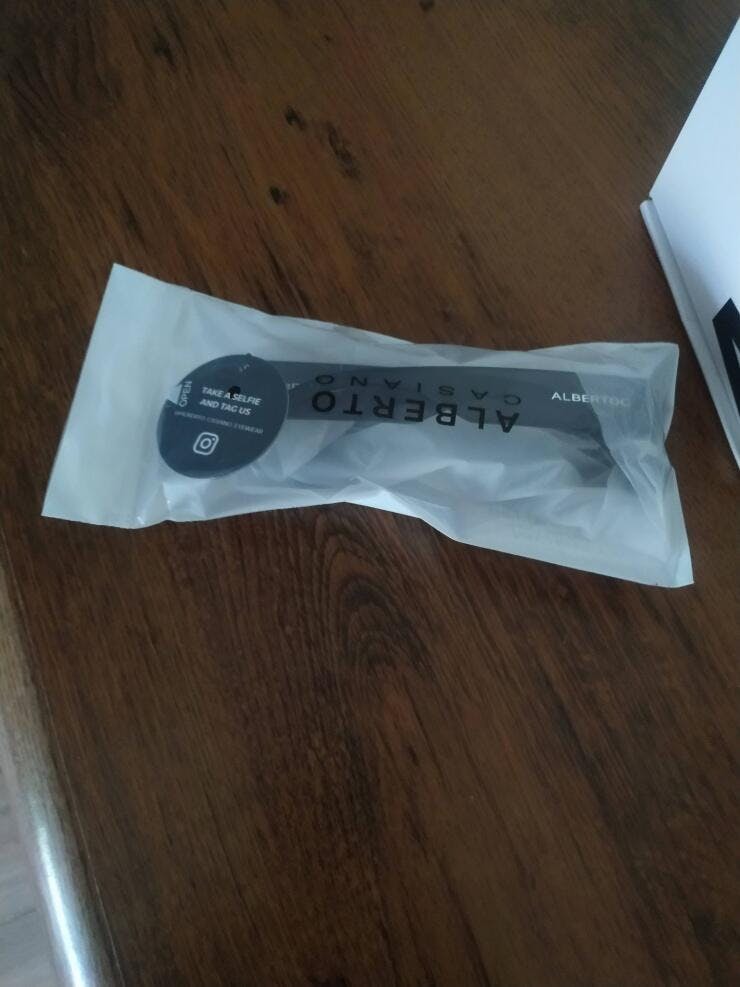 OPEN
TAKE A SELFIE
AND TAG US
ALBERTO
CASIANO
ALBERTOC